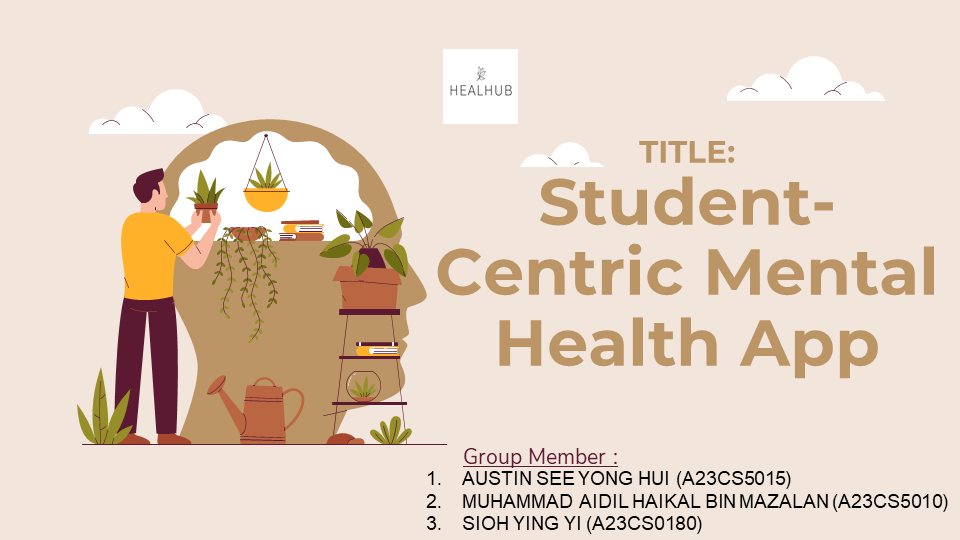 HEALHUB
TITLE:
Student-
Centric Mental
Health App
Group Member :
1. AUSTIN SEE YONG HUI (A23CS5015)
2. MUHAMMAD AIDIL HAIKAL BIN MAZALAN (A23CS5010)
3. SIOH YING YI (A23CS0180)